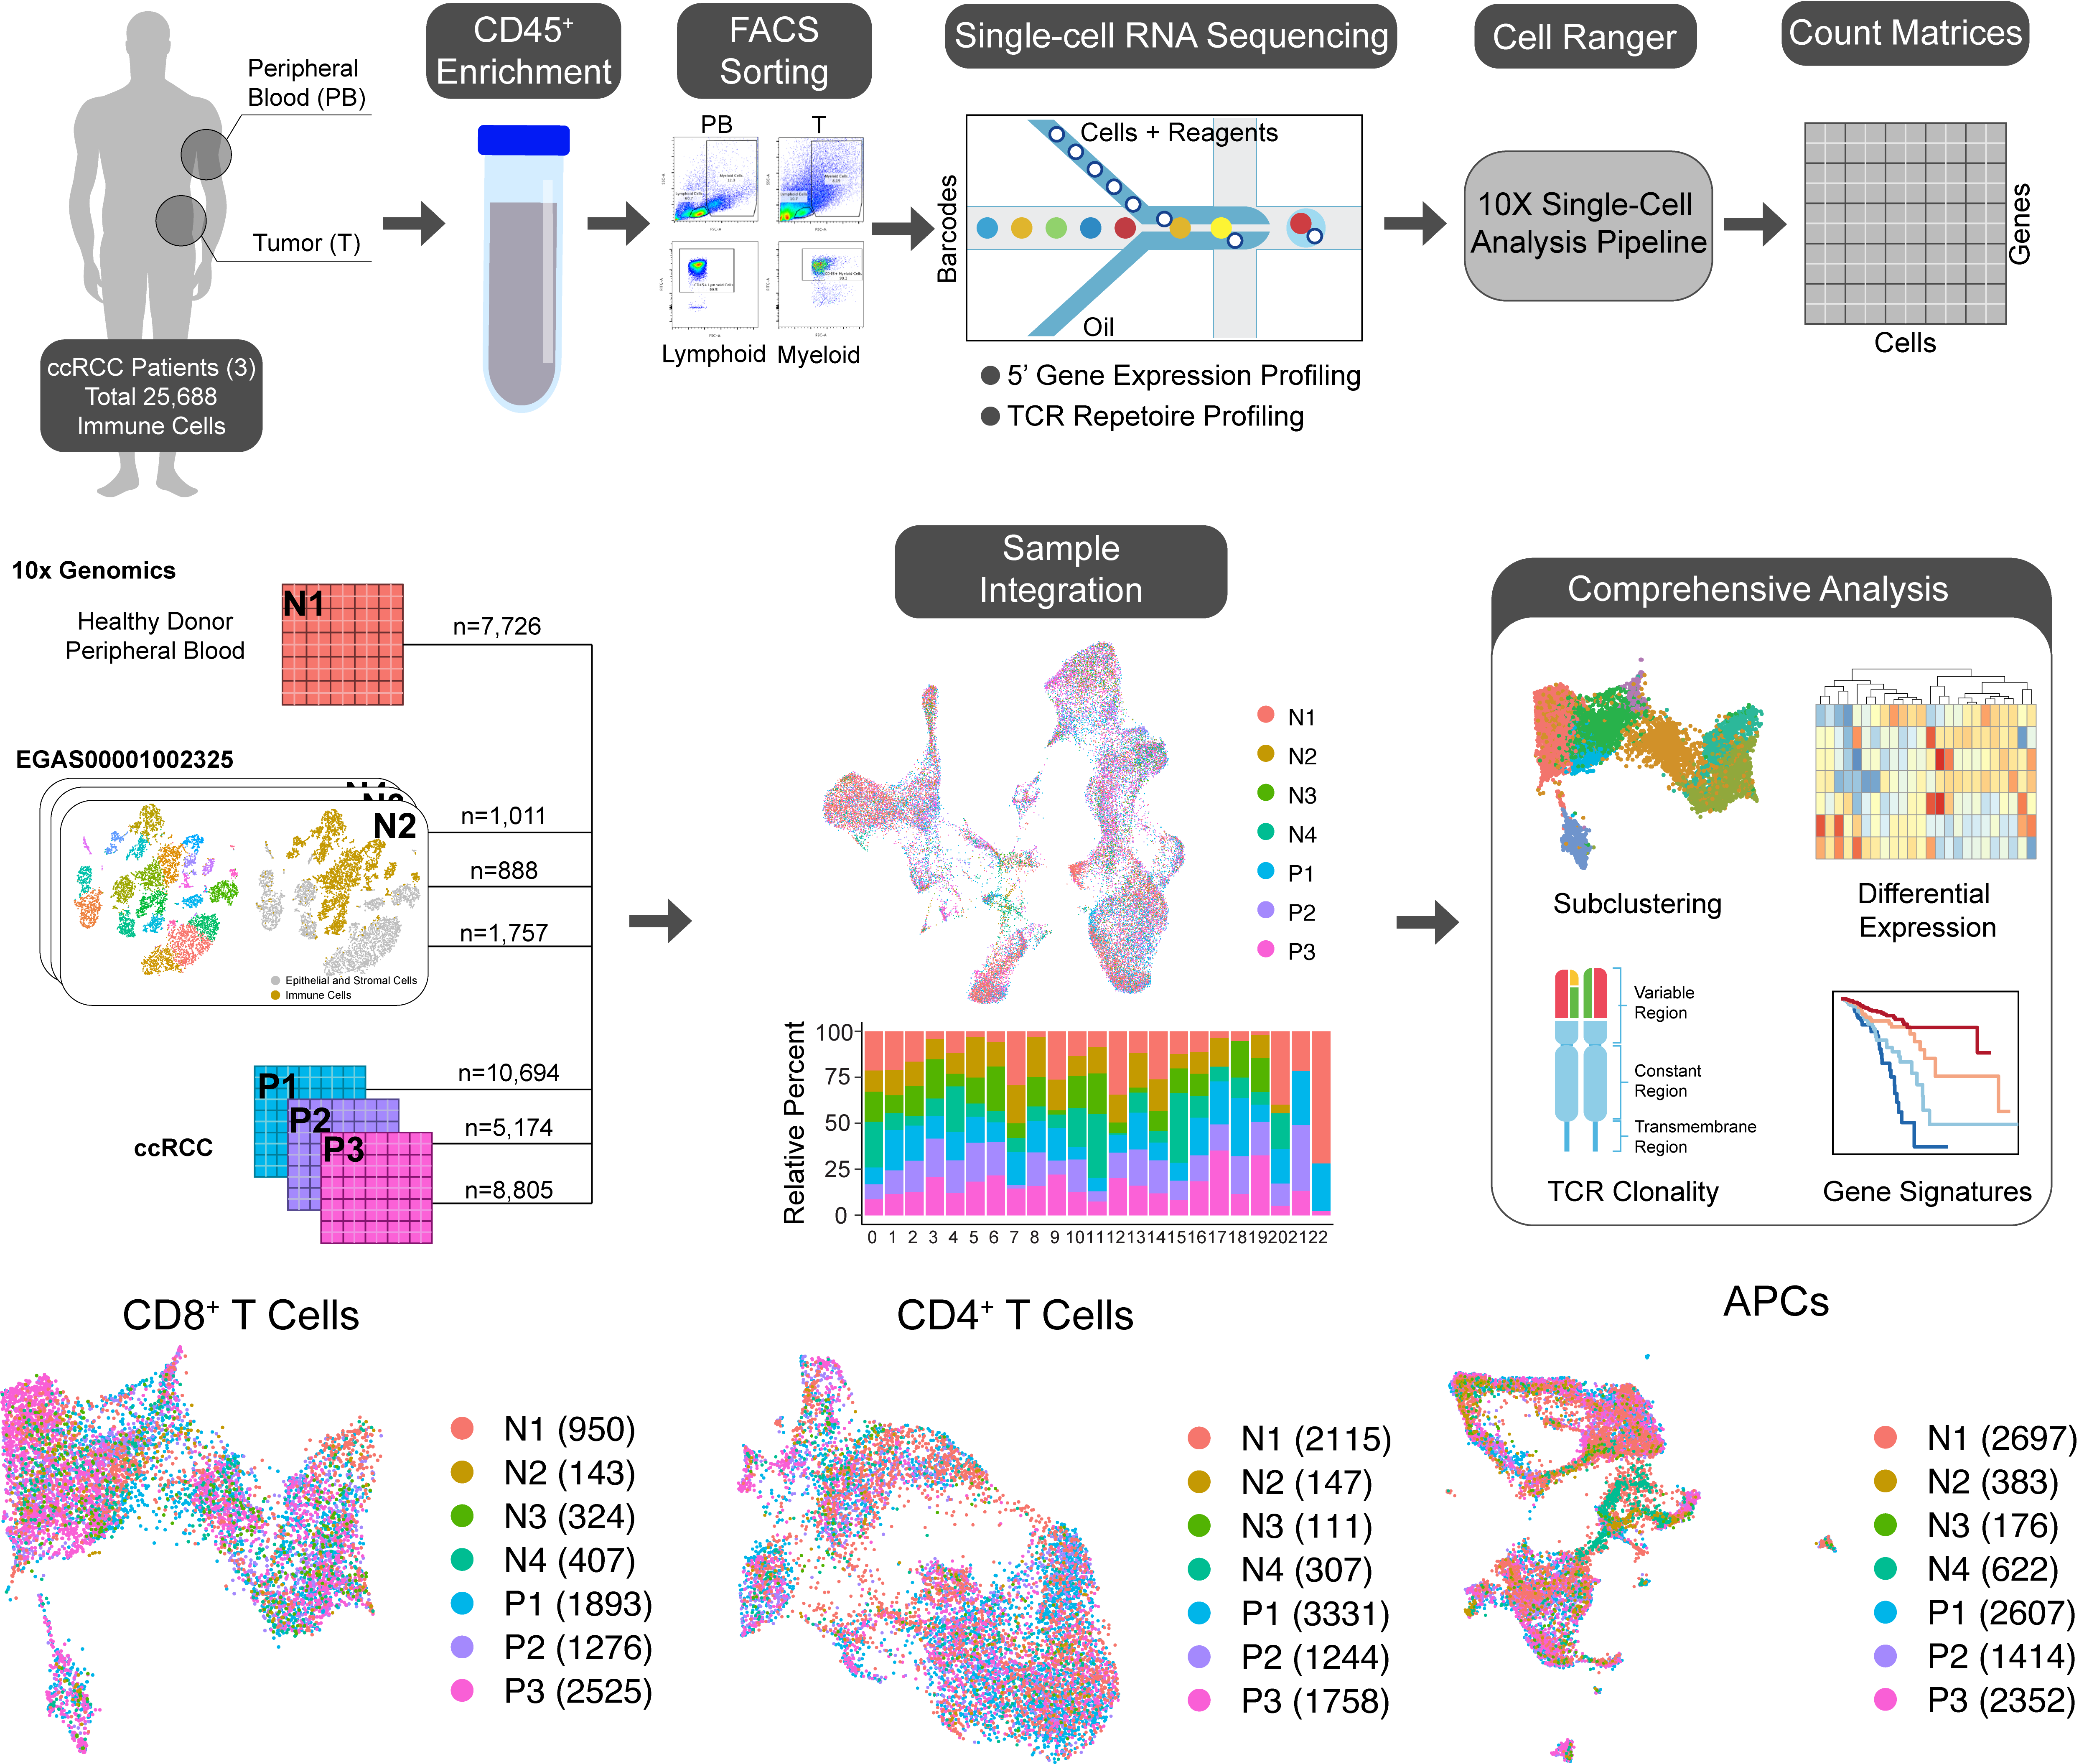 Peripheral
Blood (PB)
Tumor (T)
ccRCC Patients (3)
Total 25,688
Immune Cells
CD45+
Enrichment
FACS
Sorting
PB
T
Lymphoid
Myeloid
Single-cell RNA Sequencing
Cells + Reagents
Barcodes
Oil
5’ Gene Expression Profiling
TCR Repetoire Profiling
Cell Ranger
10X Single-Cell
Analysis Pipeline
Count Matrices
Genes
Cells
10x Genomics
Healthy Donor
Peripheral Blood
N1
n=7,726
EGAS00001002325
N2
Epithelial and Stromal Cells
Immune Cells
n=1,011
n=888
n=1,757
ccRCC
P1
P2
P3
n=10,694
n=5,174
n=8,805
Sample
Integration
N1
N2
N3
N4
P1
P2
P3
Relative Percent
100
75
50
25
0
0 1 2 3 4 5 6 7 8 9 10 11 12 13 14 15 16 17 18 19 20 21 22
Comprehensive Analysis
Subclustering
Differential
Expression
Variable
Region
Constant
Region
Transmembrane
Region
TCR Clonality
Gene Signatures
CD8+ T Cells
N1 (950)
N2 (143)
N3 (324)
N4 (407)
P1 (1893)
P2 (1276)
P3 (2525)
CD4+ T Cells
N1 (2115)
N2 (147)
N3 (111)
N4 (307)
P1 (3331)
P2 (1244)
P3 (1758)
APCs
N1 (2697)
N2 (383)
N3 (176)
N4 (622)
P1 (2607)
P2 (1414)
P3 (2352)